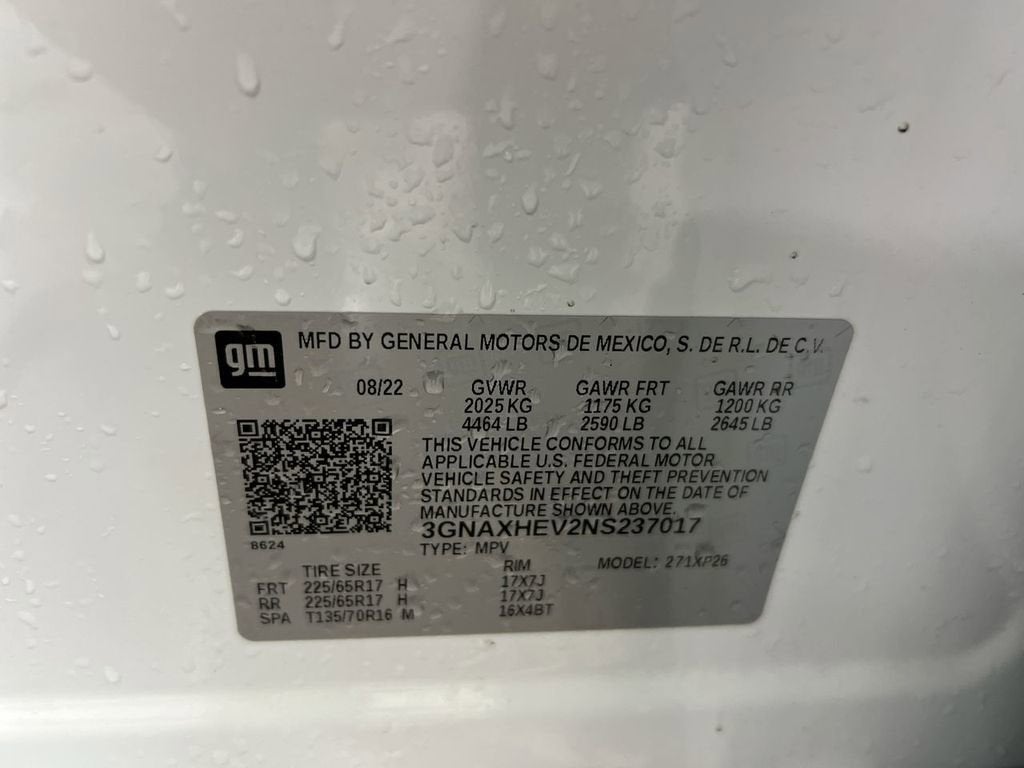 gm
MFD BY GENERAL MOTORS DE MEXICO, S. DE R.L. DE C.V.
08/22 GVWR GAWR FRT GAWR RR
2025 KG 1175 KG 1200 KG
4464 LB 2590 LB 2645 LB
THIS VEHICLE CONFORMS TO ALL
APPLICABLE U.S. FEDERAL MOTOR
VEHICLE SAFETY AND THEFT PREVENTION
STANDARDS IN EFFECT ON THE DATE OF
MANUFACTURE SHOWN ABOVE.
3GNAXHEV2NS237017
8624
TYPE: MPV MODEL: 271XP26
TIRE SIZE RIM
FRT 225/65R17 H 17X7J
RR 225/65R17 H 17X7J
SPA T135/70R16 M 16X4BT